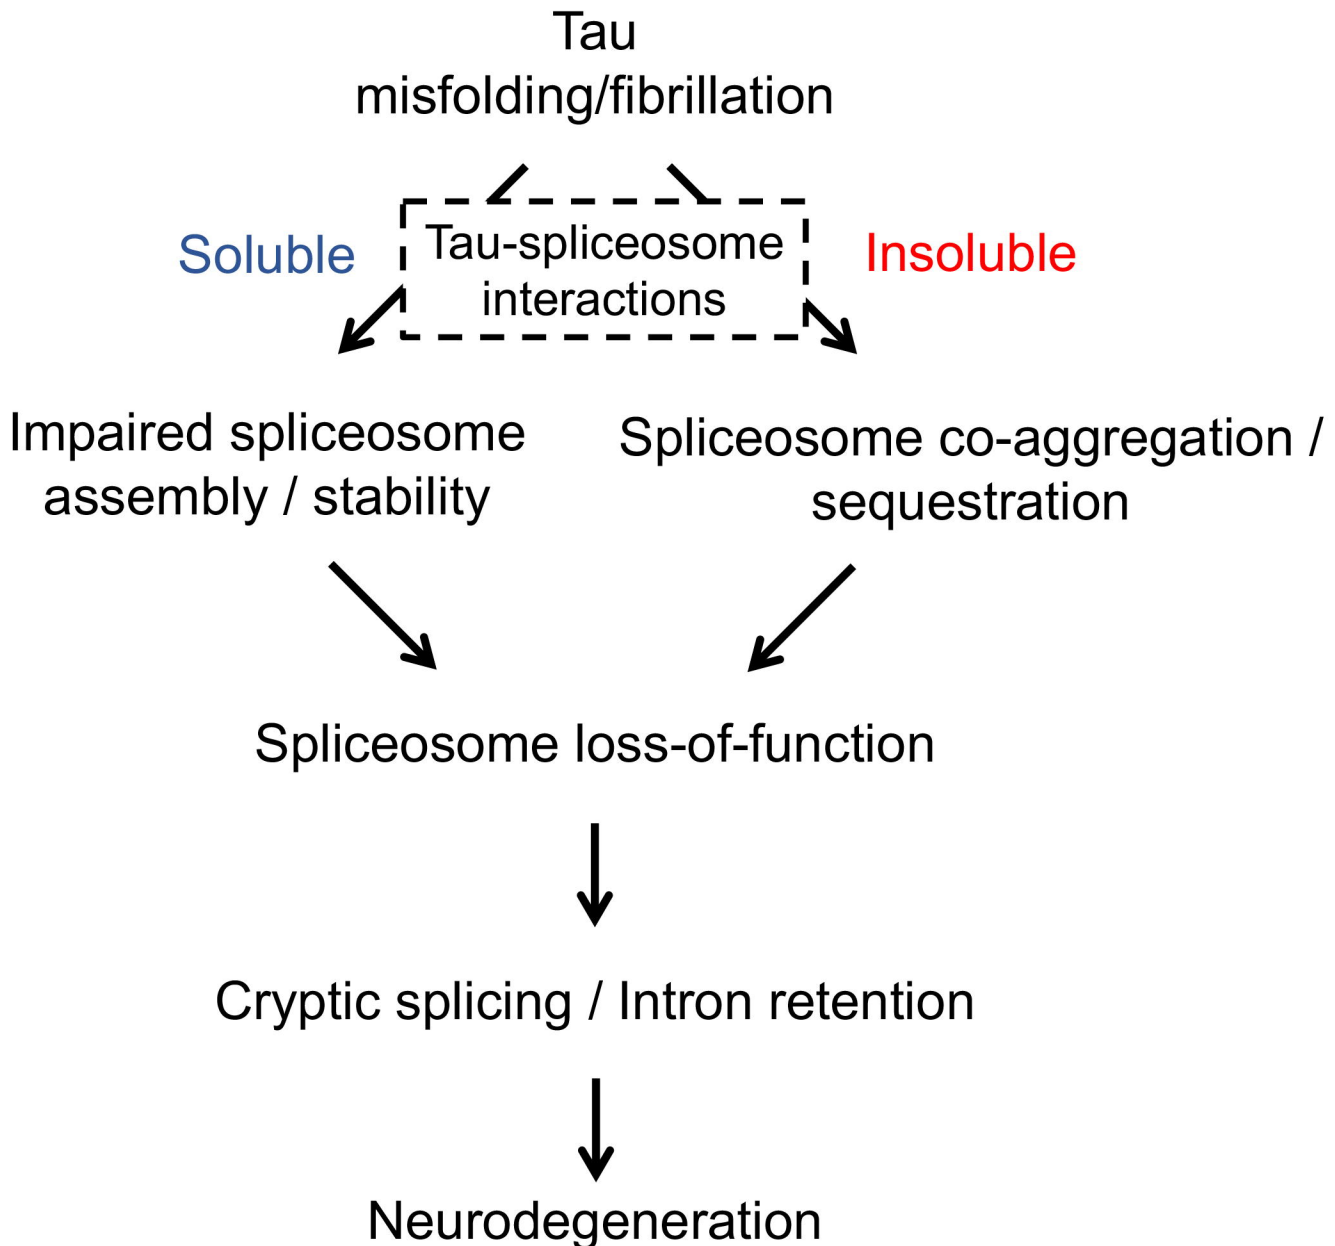 Tau
misfolding/fibrillation
Soluble
Tau-spliceosome
interactions
Insoluble
Impaired spliceosome
assembly / stability
Spliceosome co-aggregation /
sequestration
Spliceosome loss-of-function
Cryptic splicing / Intron retention
Neurodegeneration